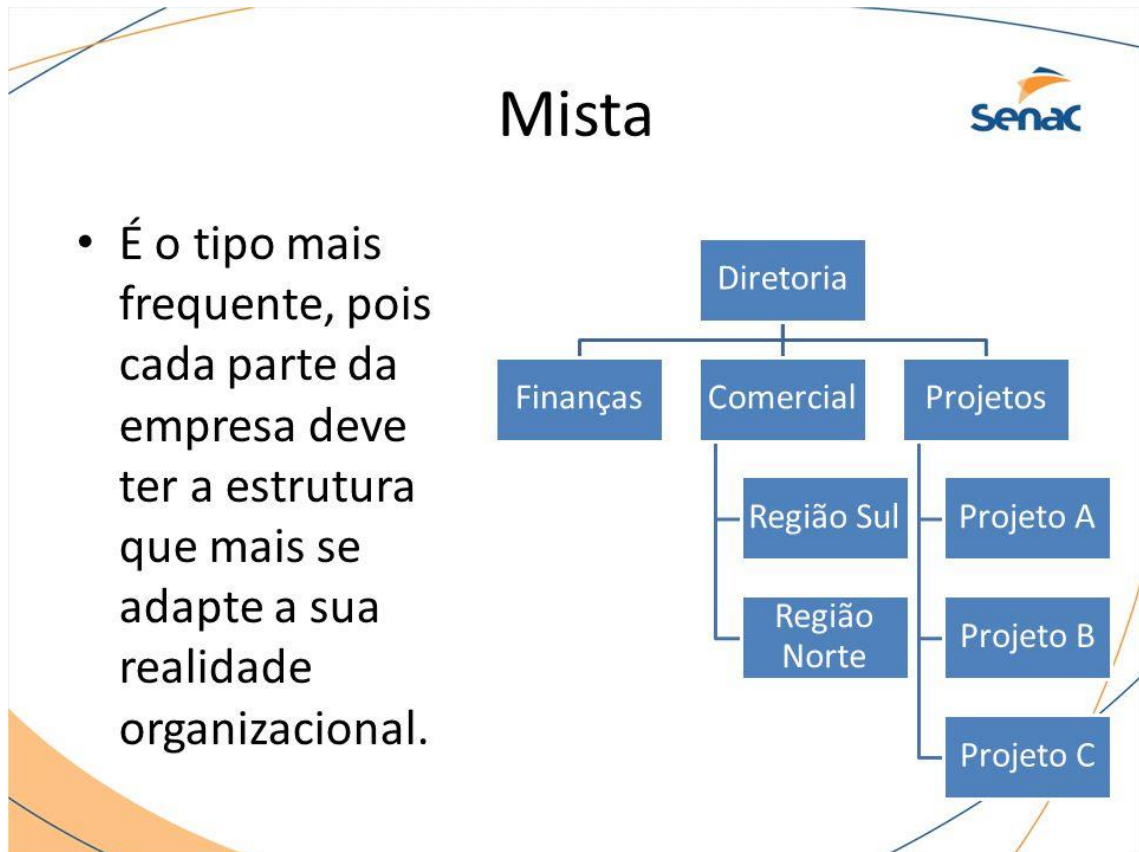 Mista
Senac
• É o tipo mais
frequente, pois
cada parte da
empresa deve
ter a estrutura
que mais se
adapte a sua
realidade
organizacional.
Diretoria
Finanças
Comercial
Projetos
Região Sul
Projeto A
Região
Norte
Projeto B
Projeto C